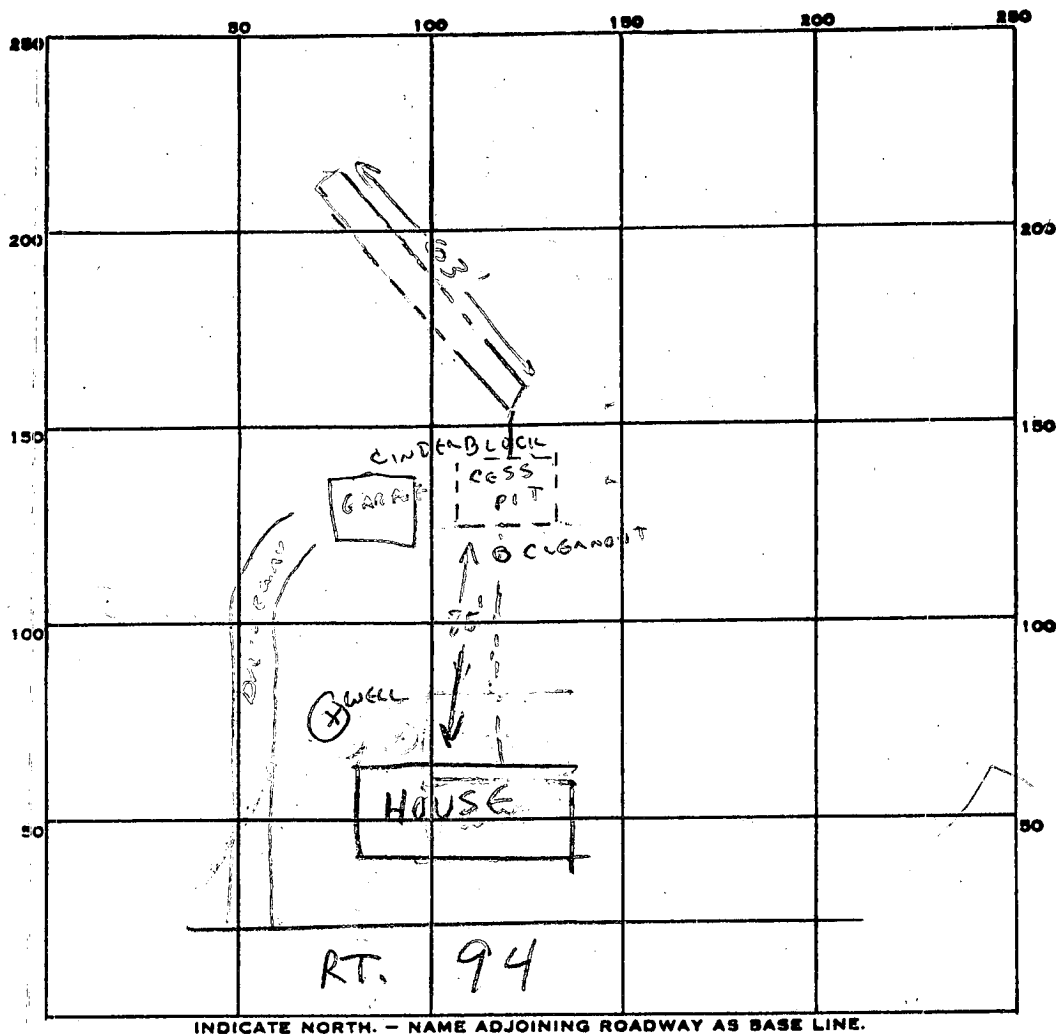 50 100 150 200 250
250
200 200
63'
150 150
CINDERBLOCK
CESS
PIT
GARAGE
CLEANOUT
100 100
WELL
HOUSE
50 50
RT. 94
INDICATE NORTH. — NAME ADJOINING ROADWAY AS BASE LINE.